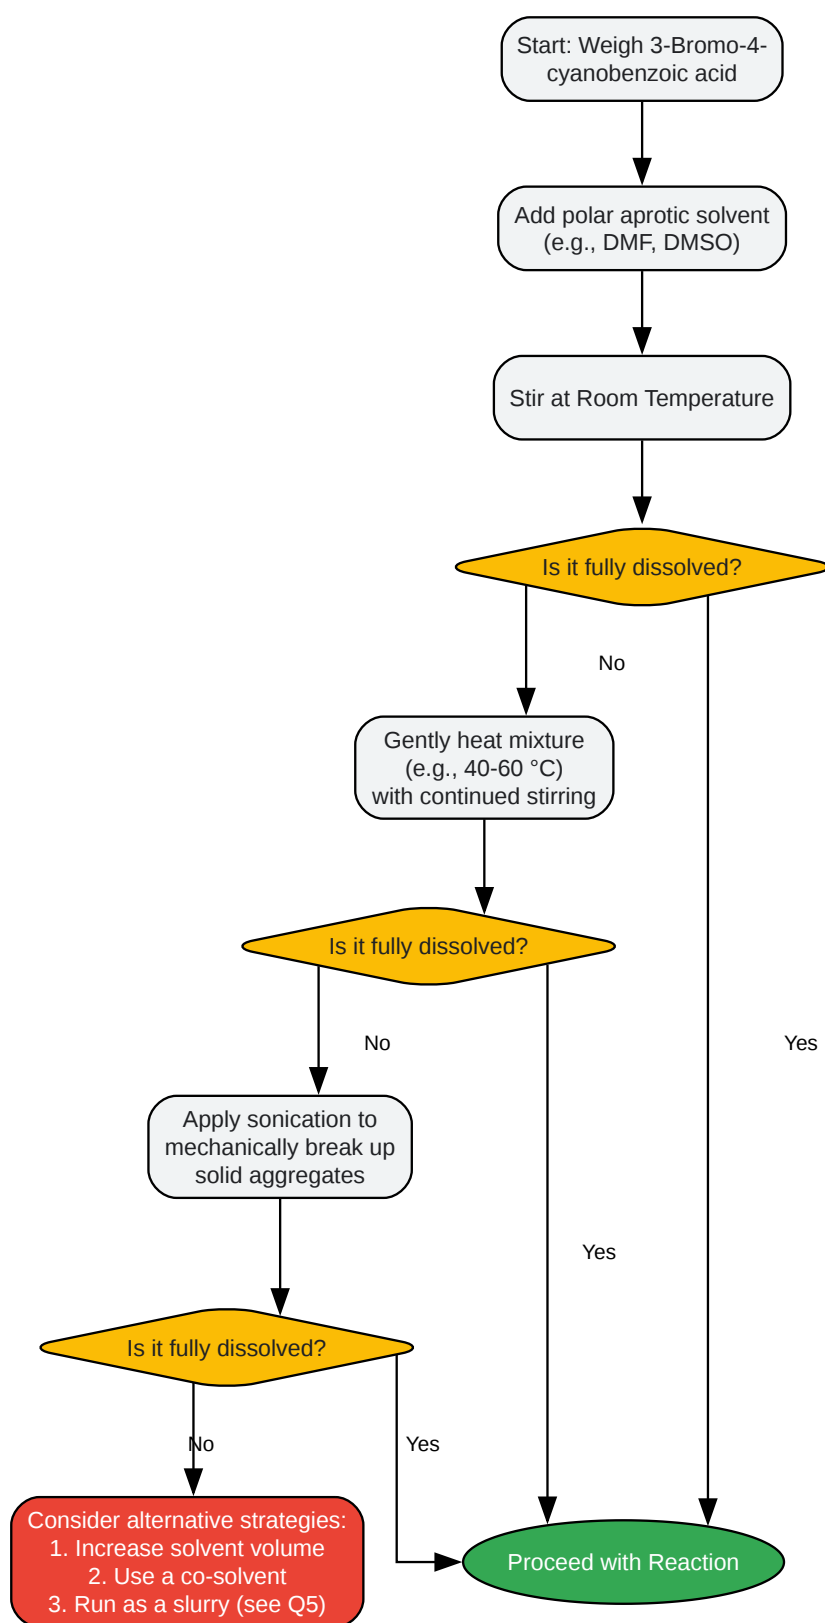 Start: Weigh 3-Bromo-4-
cyanobenzoic acid
Add polar aprotic solvent
(e.g., DMF, DMSO)
Stir at Room Temperature
Is it fully dissolved?
No
Gently heat mixture
(e.g., 40-60 °C)
with continued stirring
Is it fully dissolved?
No
Yes
Apply sonication to
mechanically break up
solid aggregates
Yes
Is it fully dissolved?
No
Yes
Consider alternative strategies:
1. Increase solvent volume
2. Use a co-solvent
3. Run as a slurry (see Q5)
Proceed with Reaction